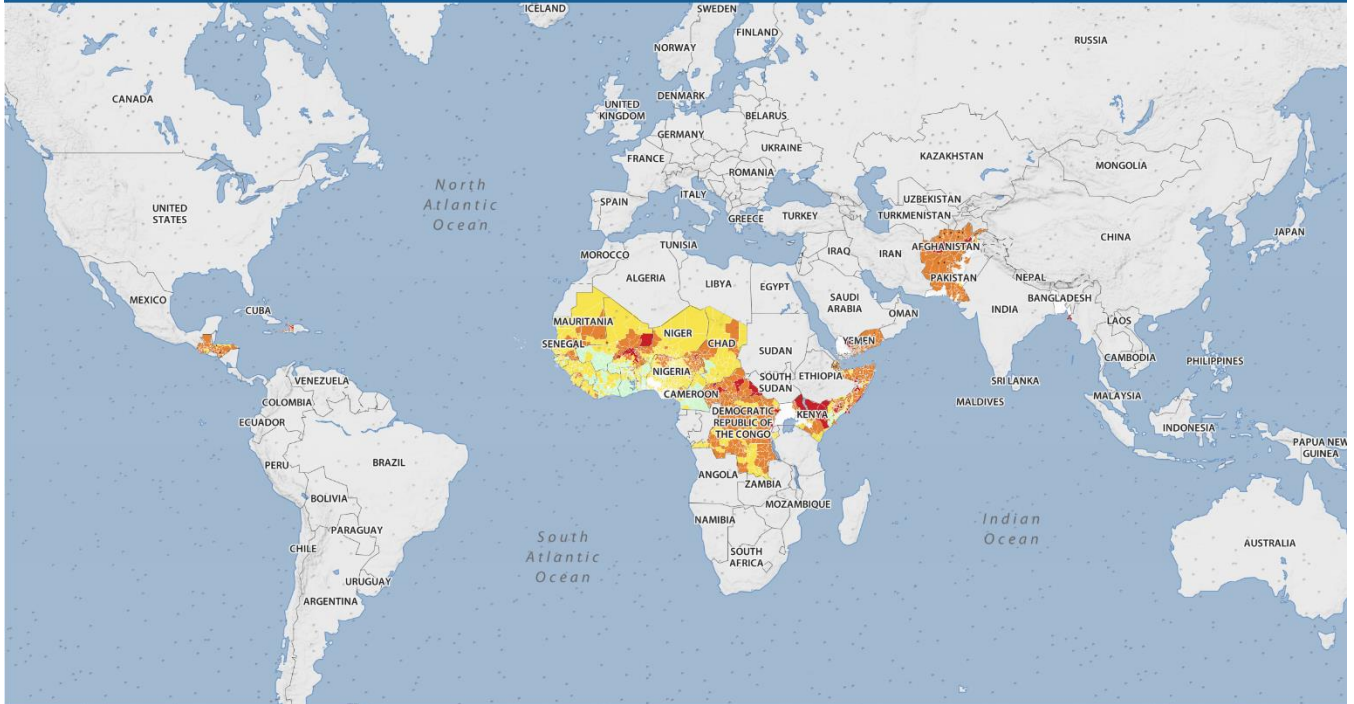 ICELAND
SWEDEN
FINLAND
NORWAY
RUSSIA
CANADA
DENMARK
UNITED
KINGDOM
BELARUS
GERMANY
UKRAINE
KAZAKHSTAN
FRANCE
MONGOLIA
ROMANIA
North
Atlantic
Ocean
ITALY
UZBEKISTAN
SPAIN
UNITED
STATES
GREECE
TURKEY
TURKMENISTAN
JAPAN
CHINA
TUNISIA
AFGHANISTAN
MOROCCO
IRAQ
IRAN
ALGERIA
LIBYA
EGYPT
PAKISTAN
NEPAL
MEXICO
SAUDI
ARABIA
BANGLADESH
CUBA
INDIA
OMAN
LAOS
MAURITANIA
NIGER
CHAD
YEMEN
SENEGAL
SUDAN
CAMBODIA
PHILIPPINES
NIGERIA
SOUTH
SUDAN
ETHIOPIA
VENEZUELA
SRI LANKA
CAMEROON
MALAYSIA
COLOMBIA
MALDIVES
DEMOCRATIC
REPUBLIC OF
THE CONGO
KENYA
ECUADOR
INDONESIA
PAPUA NEW
GUINEA
PERU
BRAZIL
ANGOLA
ZAMBIA
BOLIVIA
MOZAMBIQUE
NAMIBIA
Indian
Ocean
PARAGUAY
South
Atlantic
Ocean
CHILE
SOUTH
AFRICA
AUSTRALIA
URUGUAY
ARGENTINA